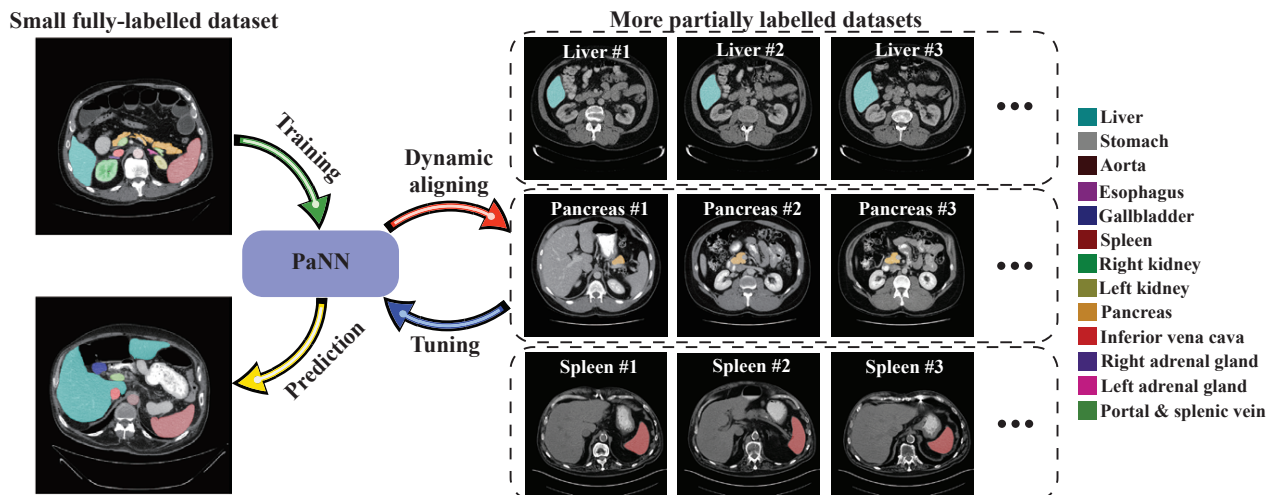 Small fully-labelled dataset
More partially labelled datasets
Training
Dynamic
aligning
PaNN
Tuning
Prediction
Liver #1
Liver #2
Liver #3
Pancreas #1
Pancreas #2
Pancreas #3
Spleen #1
Spleen #2
Spleen #3
Liver
Stomach
Aorta
Esophagus
Gallbladder
Spleen
Right kidney
Left kidney
Pancreas
Inferior vena cava
Right adrenal gland
Left adrenal gland
Portal & splenic vein